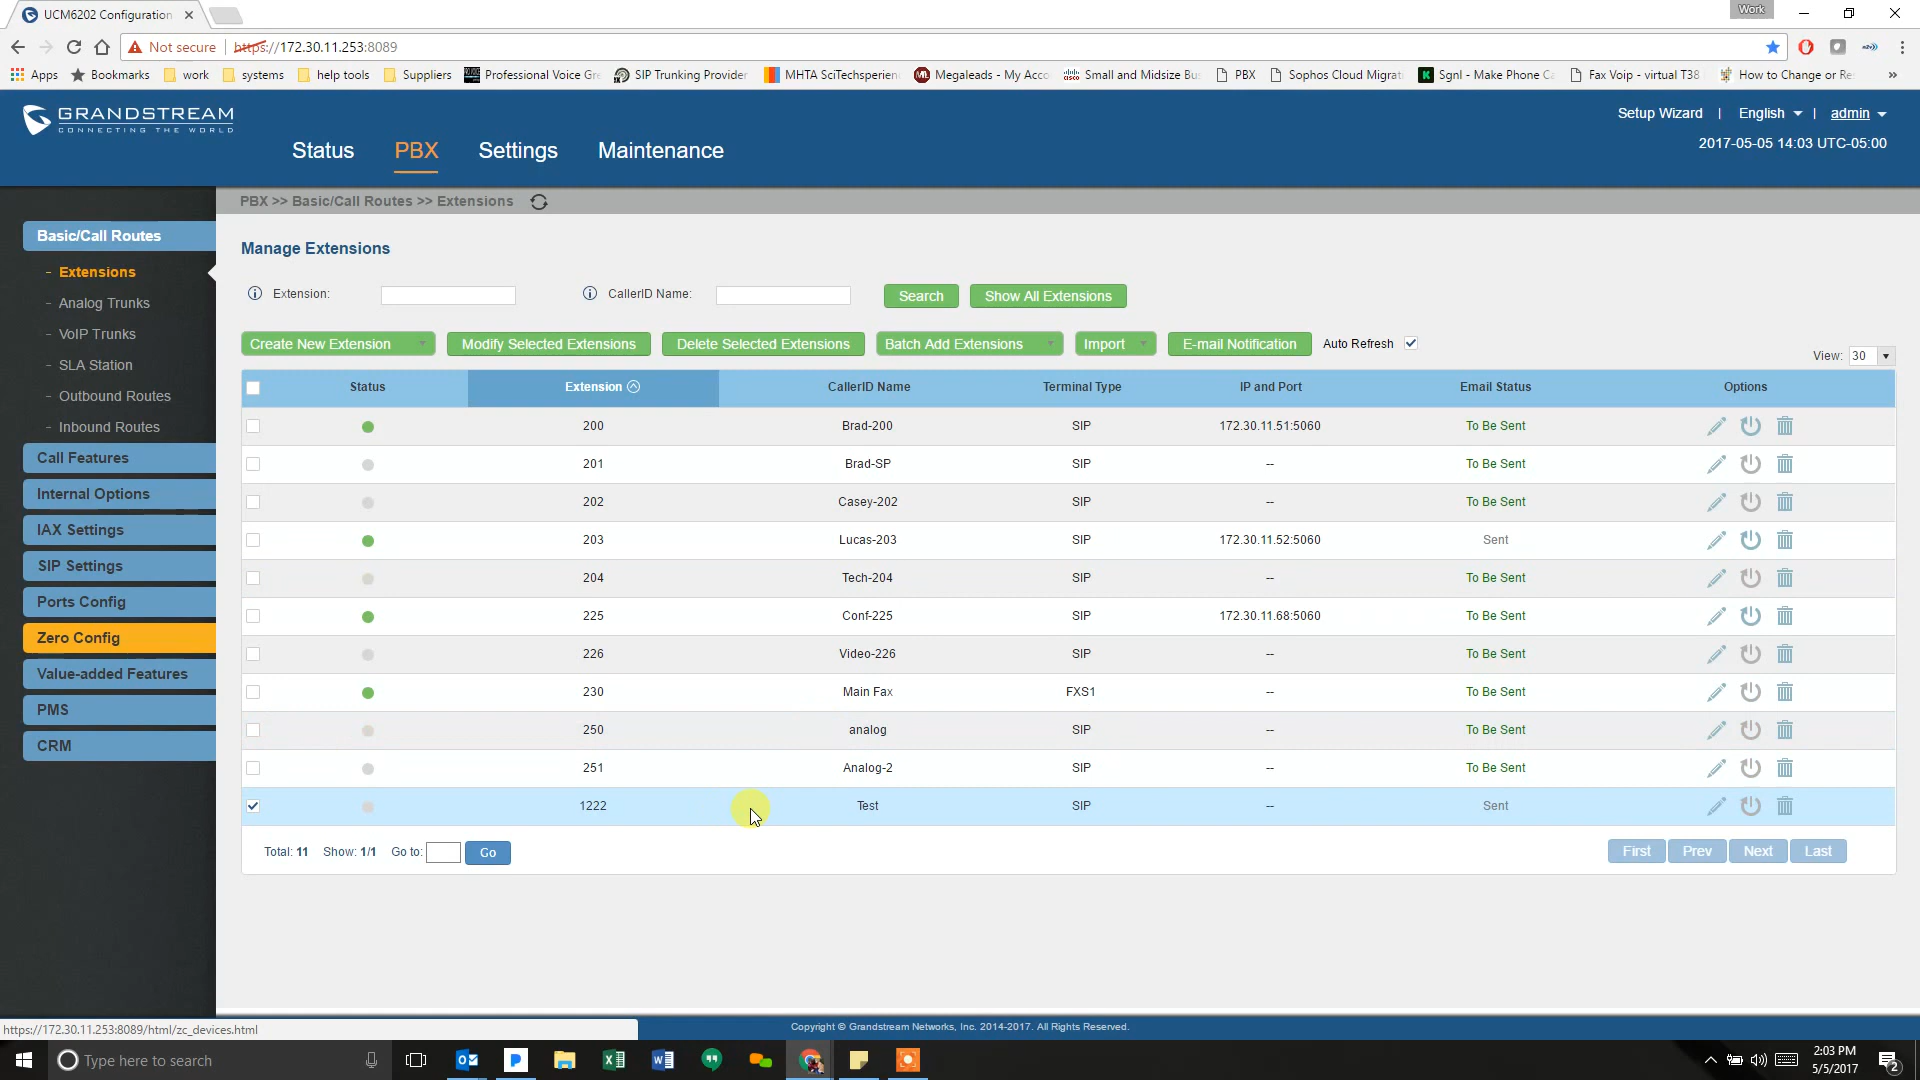 UCM6202 Configuration
Work
Not secure
https://172.30.11.253:8089
Apps
Bookmarks
work
systems
help tools
Suppliers
Professional Voice Gre
SIP Trunking Provider
MHTA SciTechsperien
Megaleads - My Acco
Small and Midsize Bus
PBX
Sophos Cloud Migrat
Sgnl - Make Phone Ca
Fax Voip - virtual T38
How to Change or Re
GRANDSTREAM
CONNECTING THE WORLD
Status
PBX
Settings
Maintenance
Setup Wizard | English | admin
2017-05-05 14:03 UTC-05:00
PBX >> Basic/Call Routes >> Extensions
Basic/Call Routes
- Extensions
- Analog Trunks
- VoIP Trunks
- SLA Station
- Outbound Routes
- Inbound Routes
Call Features
Internal Options
IAX Settings
SIP Settings
Ports Config
Zero Config
Value-added Features
PMS
CRM
Manage Extensions
Extension:
CallerID Name:
Search
Show All Extensions
Create New Extension
Modify Selected Extensions
Delete Selected Extensions
Batch Add Extensions
Import
E-mail Notification
Auto Refresh
View: 30
Status Extension CallerID Name Terminal Type IP and Port Email Status Options
200 Brad-200 SIP 172.30.11.51:5060 To Be Sent
201 Brad-SP SIP -- To Be Sent
202 Casey-202 SIP -- To Be Sent
203 Lucas-203 SIP 172.30.11.52:5060 Sent
204 Tech-204 SIP -- To Be Sent
225 Conf-225 SIP 172.30.11.68:5060 To Be Sent
226 Video-226 SIP -- To Be Sent
230 Main Fax FXS1 -- To Be Sent
250 analog SIP -- To Be Sent
251 Analog-2 SIP -- To Be Sent
1222 Test SIP -- Sent
Total: 11 Show: 1/1 Go to: Go
First Prev Next Last
https://172.30.11.253:8089/html/zc_devices.html
Copyright © Grandstream Networks, Inc. 2014-2017. All Rights Reserved.
Type here to search
2:03 PM
5/5/2017
2